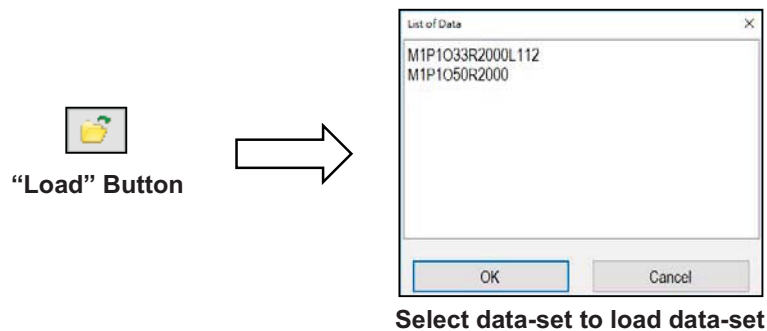 List of Data
M1P1O33R2000L112
M1P1O50R2000
“Load” Button
OK
Cancel
Select data-set to load data-set